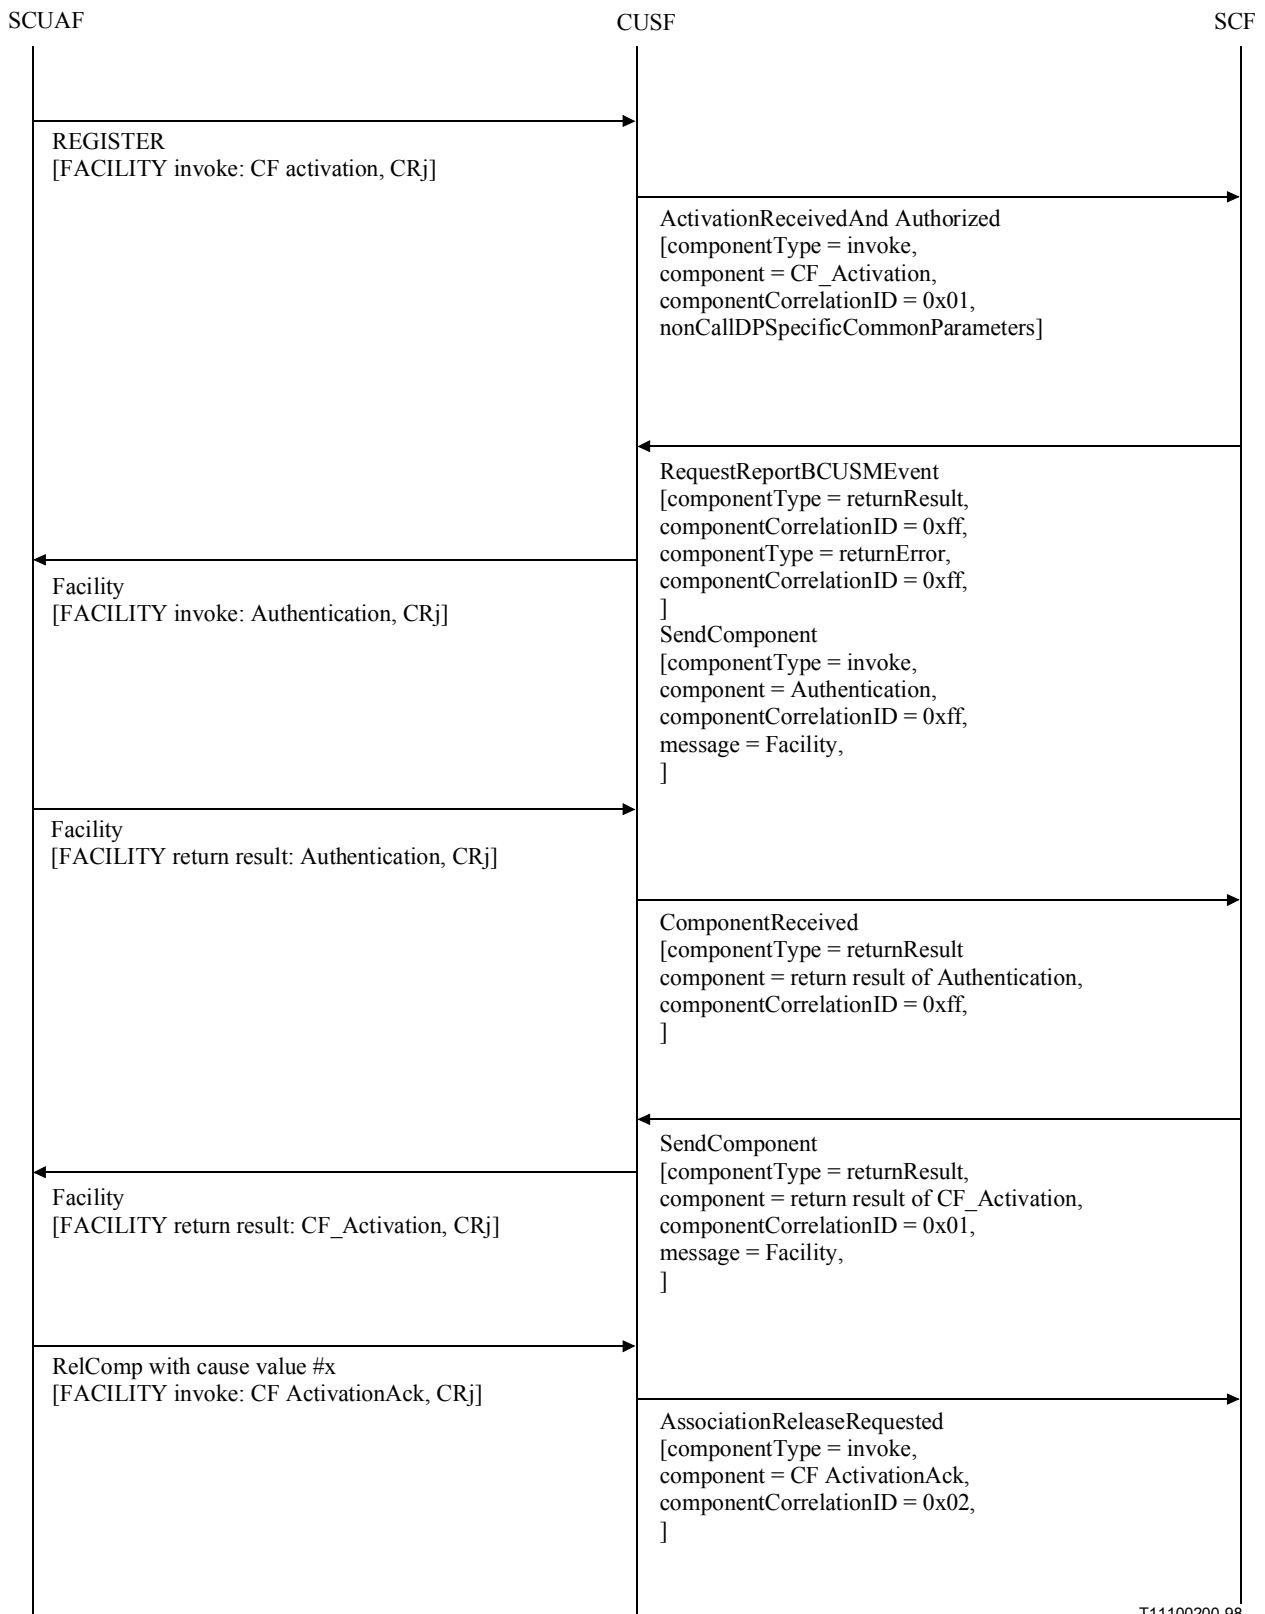 SCUAF
CUSF
SCF
REGISTER
[FACILITY invoke: CF activation, CRj]
ActivationReceivedAnd Authorized
[componentType = invoke,
component = CF_Activation,
componentCorrelationID = 0x01,
nonCallDPSpecificCommonParameters]
RequestReportBCUSMEvent
[componentType = returnResult,
componentCorrelationID = 0xff,
componentType = returnError,
componentCorrelationID = 0xff,
]
Facility
[FACILITY invoke: Authentication, CRj]
SendComponent
[componentType = invoke,
component = Authentication,
componentCorrelationID = 0xff,
message = Facility,
]
Facility
[FACILITY return result: Authentication, CRj]
ComponentReceived
[componentType = returnResult
component = return result of Authentication,
componentCorrelationID = 0xff,
]
SendComponent
[componentType = returnResult,
component = return result of CF_Activation,
componentCorrelationID = 0x01,
message = Facility,
]
Facility
[FACILITY return result: CF_Activation, CRj]
RelComp with cause value #x
[FACILITY invoke: CF ActivationAck, CRj]
AssociationReleaseRequested
[componentType = invoke,
component = CF ActivationAck,
componentCorrelationID = 0x02,
]
T11100200-98